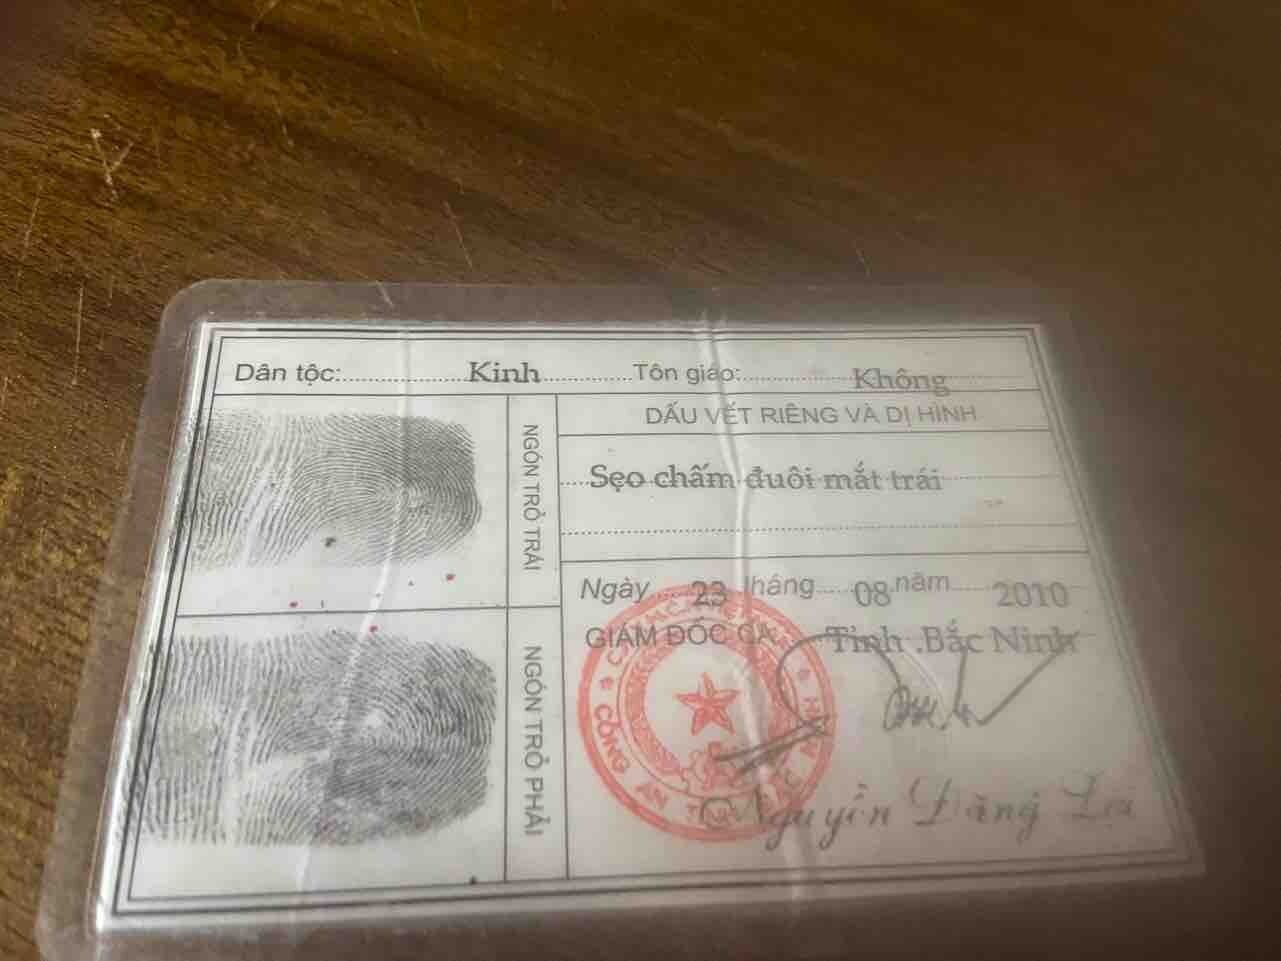 Dân tộc: Kinh Tôn giáo: Không
NGÓN TRỎ TRÁI
DẤU VẾT RIÊNG VÀ DỊ HÌNH
Sẹo chấm đuôi mắt trái
Ngày 23 tháng 08 năm 2010
GIÁM ĐỐC CA Tỉnh .Bắc Ninh
NGÓN TRỎ PHẢI
CÔNG AN TỈNH
Nguyễn Đăng